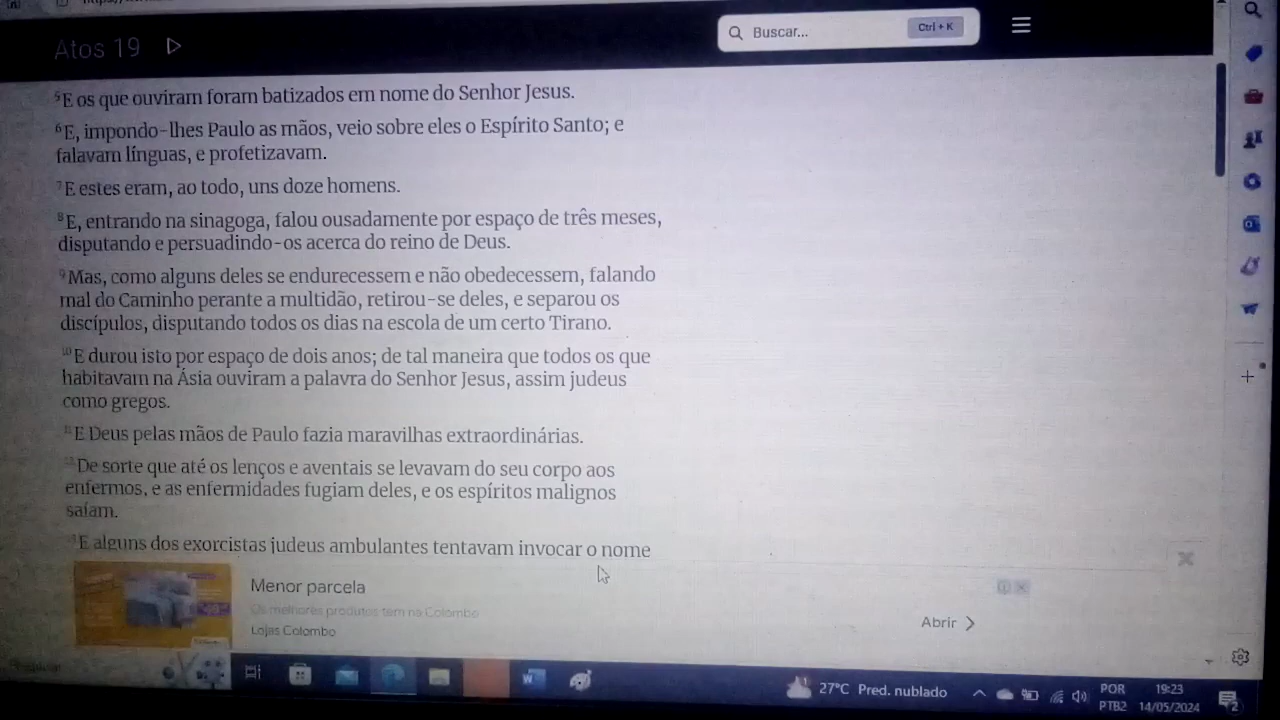 Atos 19
Buscar...
Ctrl + K
5E os que ouviram foram batizados em nome do Senhor Jesus.
6E, impondo-lhes Paulo as mãos, veio sobre eles o Espírito Santo; e
falavam línguas, e profetizavam.
7E estes eram, ao todo, uns doze homens.
8E, entrando na sinagoga, falou ousadamente por espaço de três meses,
disputando e persuadindo-os acerca do reino de Deus.
9Mas, como alguns deles se endurecessem e não obedecessem, falando
mal do Caminho perante a multidão, retirou-se deles, e separou os
discípulos, disputando todos os dias na escola de um certo Tirano.
10E durou isto por espaço de dois anos; de tal maneira que todos os que
habitavam na Ásia ouviram a palavra do Senhor Jesus, assim judeus
como gregos.
11E Deus pelas mãos de Paulo fazia maravilhas extraordinárias.
12De sorte que até os lenços e aventais se levavam do seu corpo aos
enfermos, e as enfermidades fugiam deles, e os espíritos malignos
saíam.
13E alguns dos exorcistas judeus ambulantes tentavam invocar o nome
Menor parcela
Os melhores produtos tem na Colombo
Lojas Colombo
Abrir
27°C Pred. nublado
POR
PTB2
19:23
14/05/2024
2